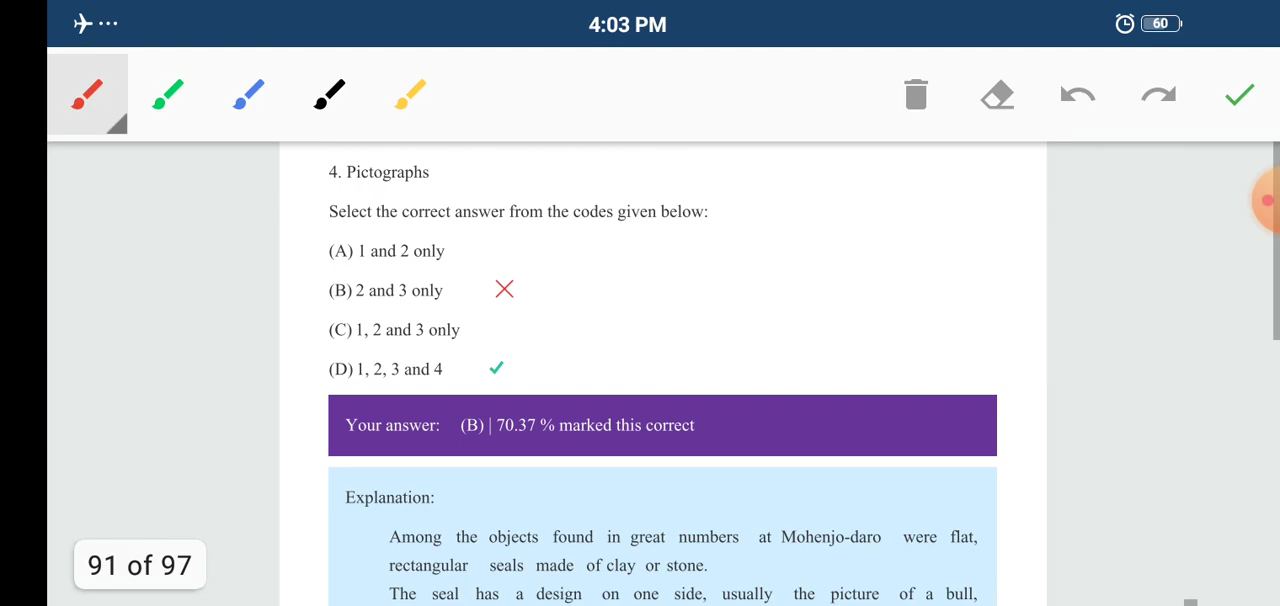 4:03 PM
60
4. Pictographs
Select the correct answer from the codes given below:
(A) 1 and 2 only
(B) 2 and 3 only
(C) 1, 2 and 3 only
(D) 1, 2, 3 and 4
Your answer: (B) | 70.37 % marked this correct
Explanation:
Among the objects found in great numbers at Mohenjo-daro were flat,
rectangular seals made of clay or stone.
The seal has a design on one side, usually the picture of a bull,
91 of 97